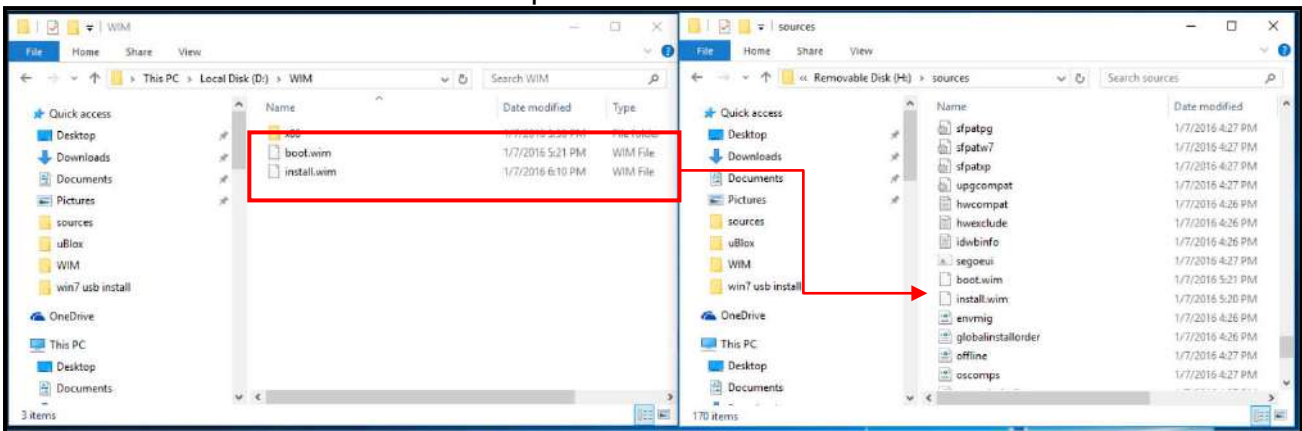 WIM
File Home Share View
This PC > Local Disk (D:) > WIM
Search WIM
Quick access
Desktop
Downloads
Documents
Pictures
sources
uBlox
WIM
win7 usb install
OneDrive
This PC
Desktop
Documents
Name Date modified Type
x86 1/7/2016 PM File folder
boot.wim 1/7/2016 5:21 PM WIM File
install.wim 1/7/2016 6:10 PM WIM File
3 items
sources
File Home Share View
« Removable Disk (H:) > sources
Search sources
Quick access
Desktop
Downloads
Documents
Pictures
sources
uBlox
WIM
win7 usb install
OneDrive
This PC
Desktop
Documents
Name Date modified
sfpatpg 1/7/2016 4:27 PM
sfpatw7 1/7/2016 4:27 PM
sfpatxp 1/7/2016 4:27 PM
upgcompat 1/7/2016 4:27 PM
hwcompat 1/7/2016 4:26 PM
hwexclude 1/7/2016 4:26 PM
idwbinfo 1/7/2016 4:26 PM
segoeui 1/7/2016 4:27 PM
boot.wim 1/7/2016 5:21 PM
install.wim 1/7/2016 5:20 PM
envmig 1/7/2016 4:26 PM
globalinstallorder 1/7/2016 4:26 PM
offline 1/7/2016 4:27 PM
oscomps 1/7/2016 4:27 PM
170 items